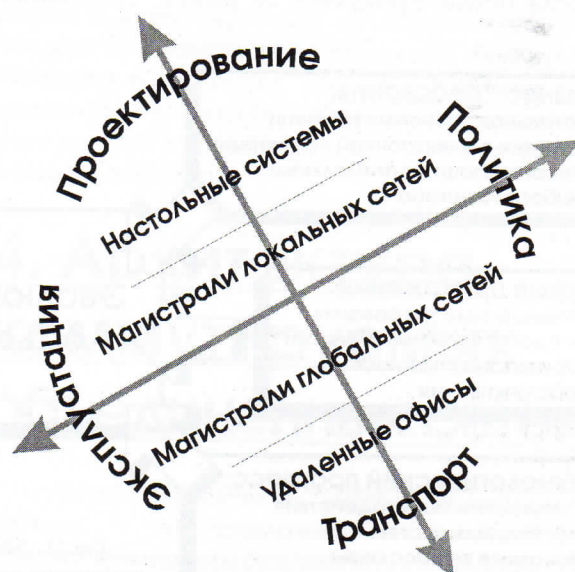 Проектирование
Политика
Настольные системы
Магистрали локальных сетей
Магистрали глобальных сетей
Удаленные офисы
Эксплуатация
Транспорт